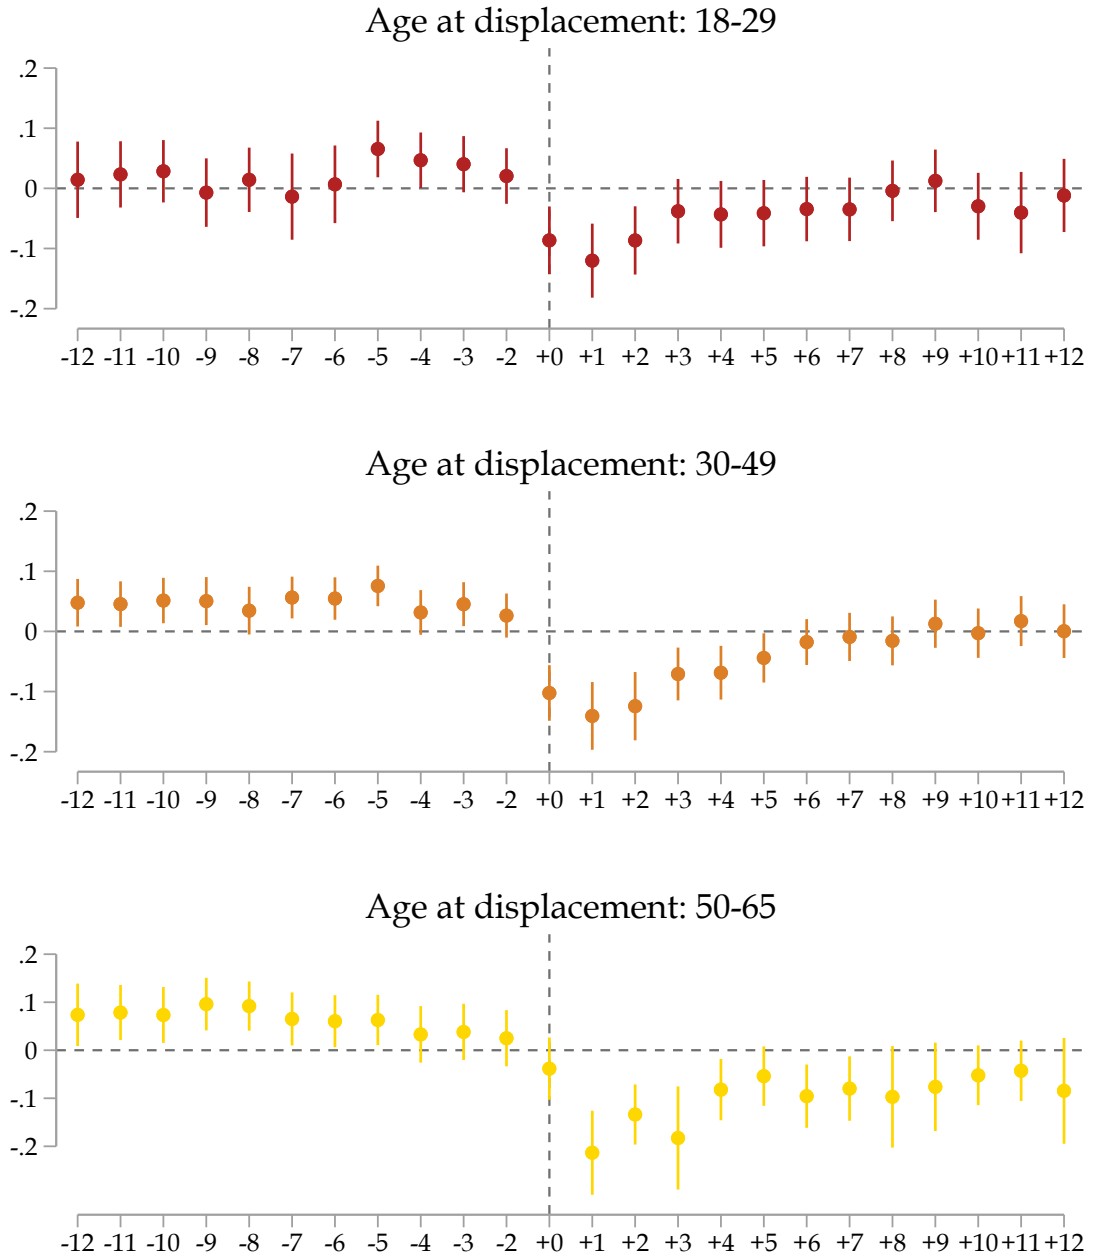 Age at displacement: 18-29
.2
.1
0
-.1
-.2
-12 -11 -10 -9 -8 -7 -6 -5 -4 -3 -2 +0 +1 +2 +3 +4 +5 +6 +7 +8 +9 +10 +11 +12
Age at displacement: 30-49
.2
.1
0
-.1
-.2
-12 -11 -10 -9 -8 -7 -6 -5 -4 -3 -2 +0 +1 +2 +3 +4 +5 +6 +7 +8 +9 +10 +11 +12
Age at displacement: 50-65
.2
.1
0
-.1
-.2
-12 -11 -10 -9 -8 -7 -6 -5 -4 -3 -2 +0 +1 +2 +3 +4 +5 +6 +7 +8 +9 +10 +11 +12